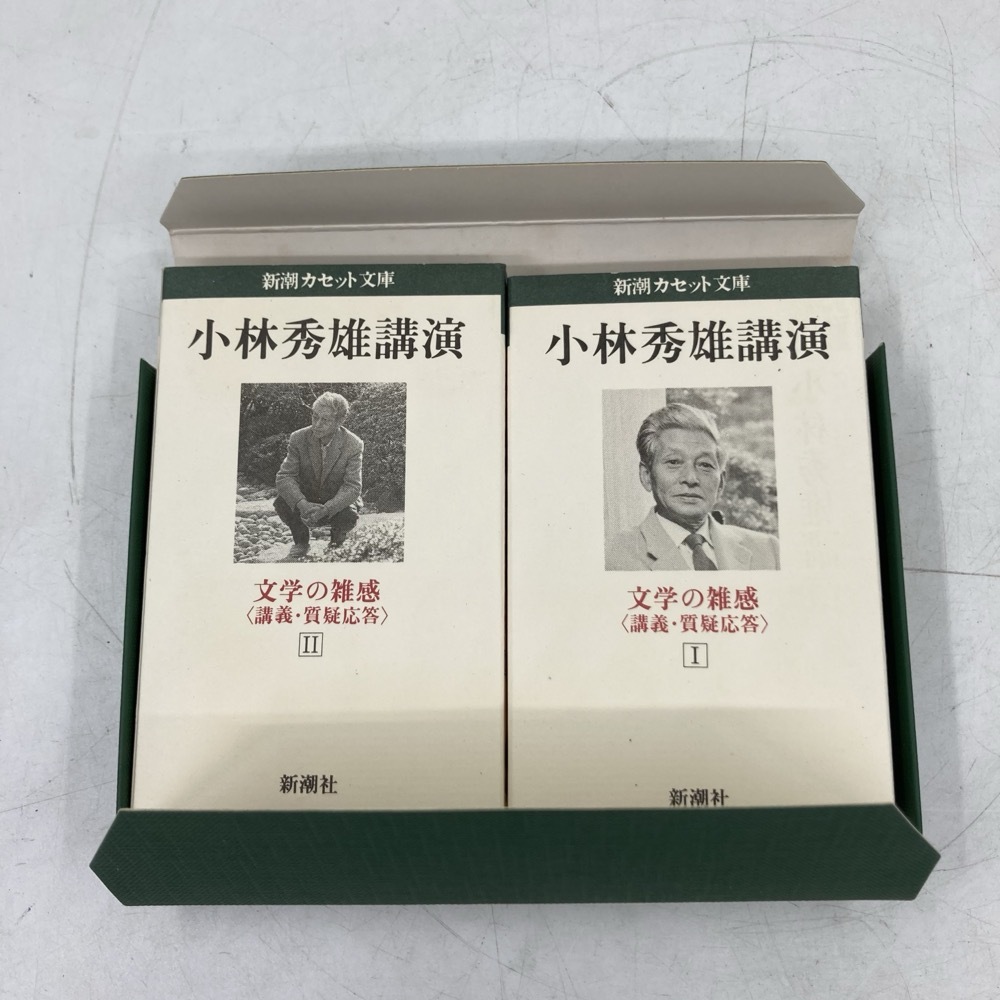 新潮カセット文庫
小林秀雄講演
文学の雑感
〈講義・質疑応答〉
II
新潮社
新潮カセット文庫
小林秀雄講演
文学の雑感
〈講義・質疑応答〉
I
新潮社